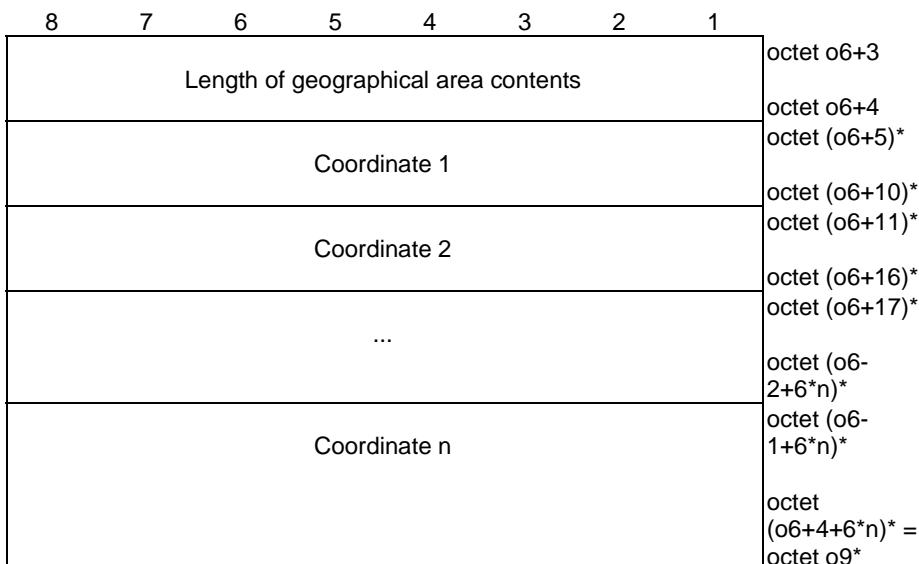 8 7 6 5 4 3 2 1
octet o6+3
Length of geographical area contents
octet o6+4
octet (o6+5)*
Coordinate 1
octet (o6+10)*
octet (o6+11)*
Coordinate 2
octet (o6+16)*
octet (o6+17)*
...
octet (o6-
2+6*n)*
octet (o6-
1+6*n)*
Coordinate n
octet
(o6+4+6*n)* =
octet o9*